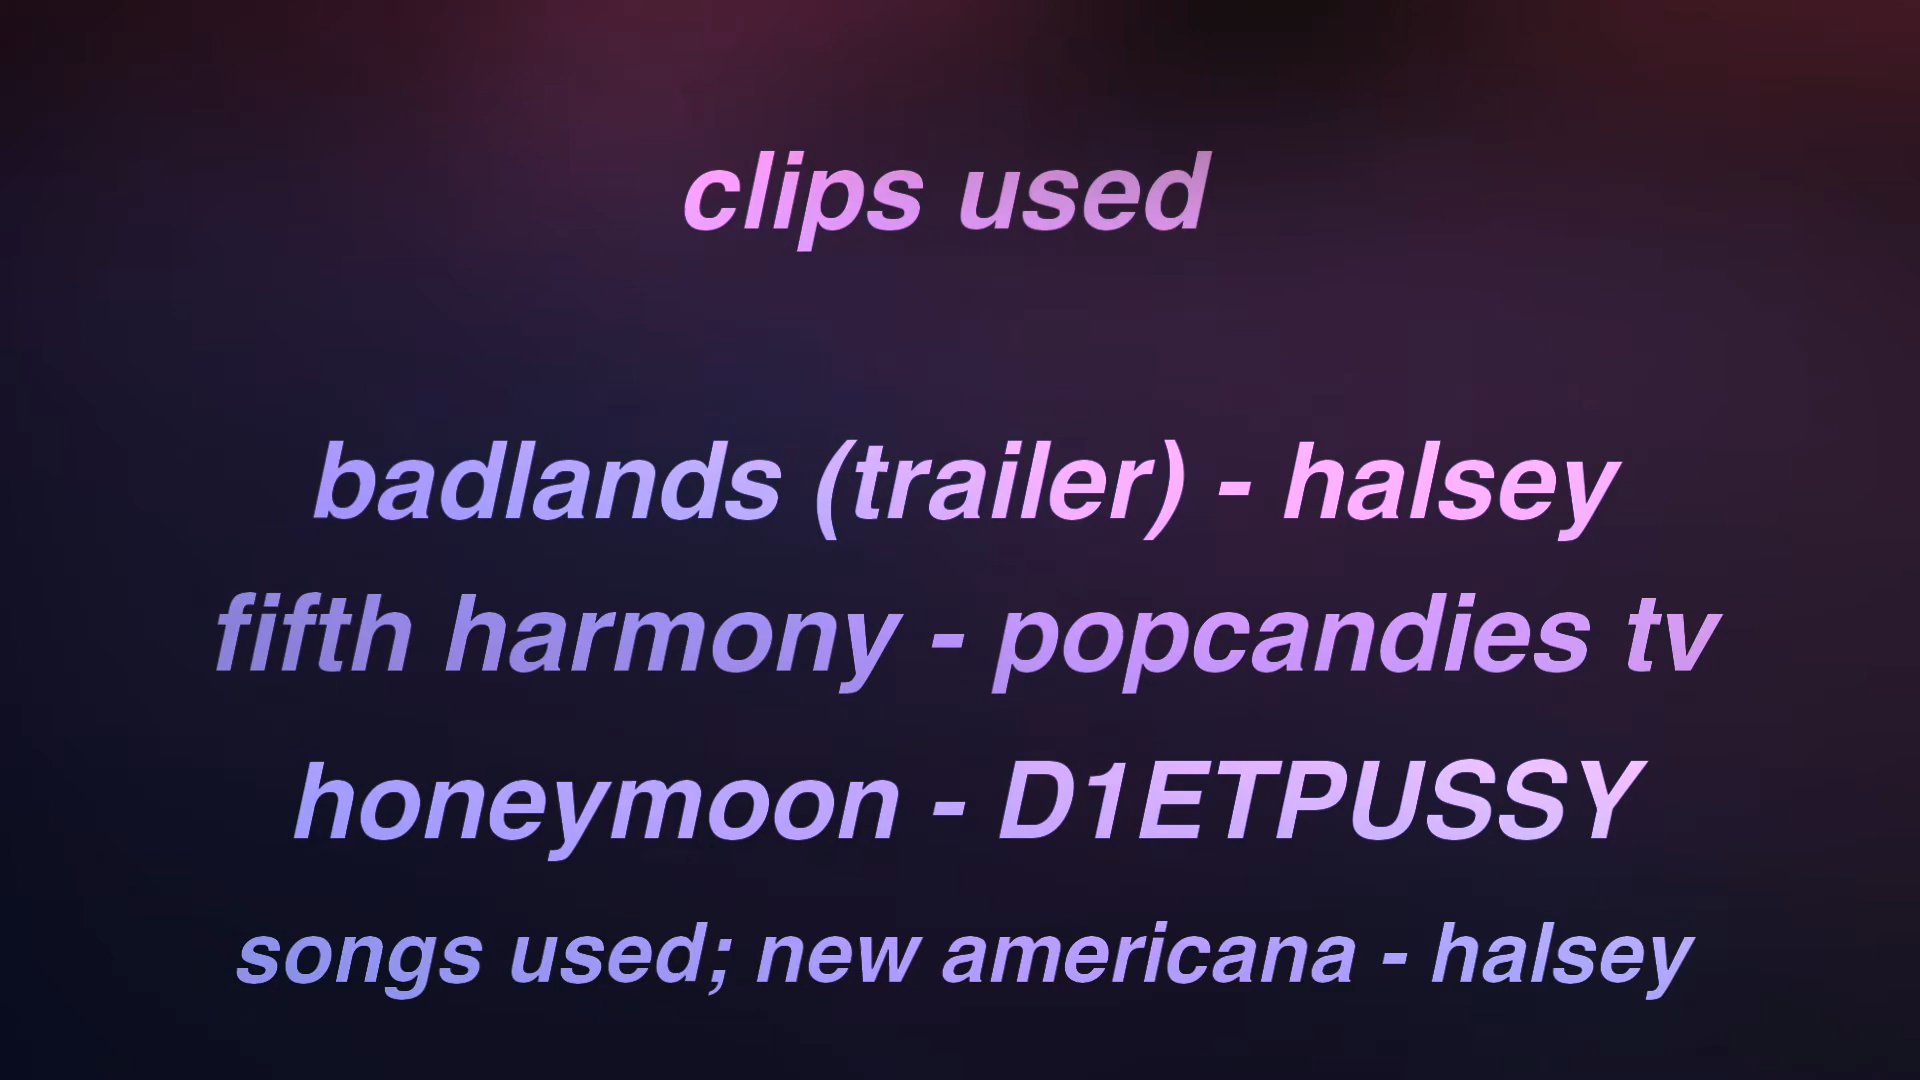 clips used
badlands (trailer) - halsey
fifth harmony - popcandies tv
honeymoon - D1ETPUSSY
songs used; new americana - halsey